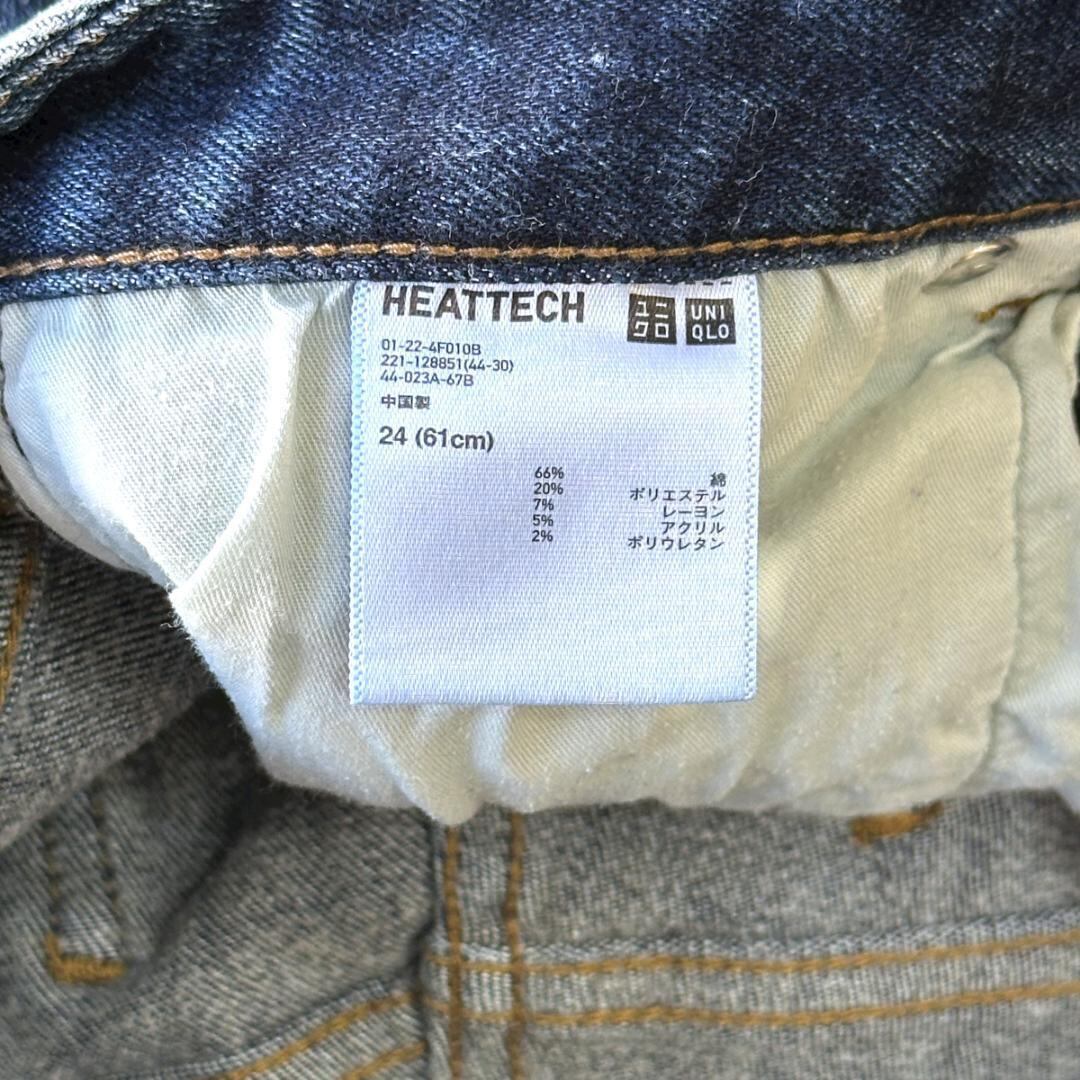 HEATTECH
ユニ
クロ
UNI
QLO
01-22-4F010B
221-128851(44-30)
44-023A-67B
中国製
24 (61cm)
66% 綿
20% ポリエステル
7% レーヨン
5% アクリル
2% ポリウレタン